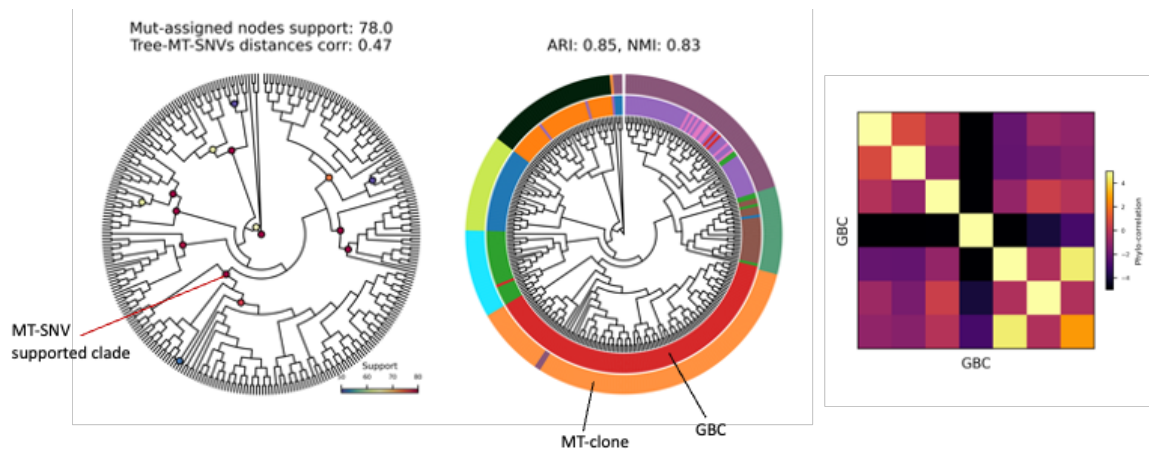 Mut-assigned nodes support: 78.0
Tree-MT-SNVs distances corr: 0.47
MT-SNV
supported clade
Support
50 60 70 80
ARI: 0.85, NMI: 0.83
MT-clone
GBC
GBC
GBC
4
2
0
−2
−4
Phylo-correlation